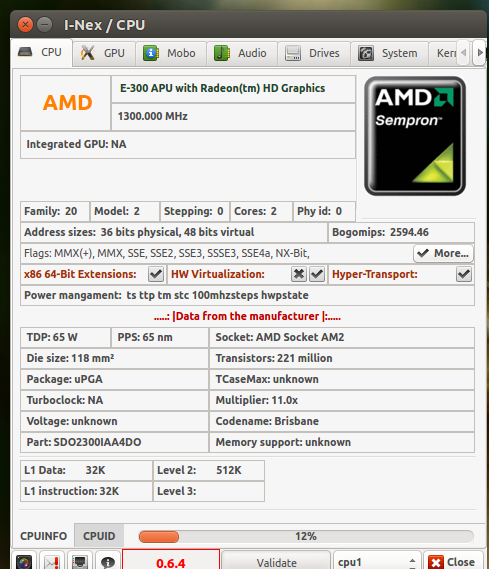 I-Nex / CPU
CPU GPU Mobo Audio Drives System Kern
AMD
E-300 APU with Radeon(tm) HD Graphics
1300.000 MHz
Integrated GPU: NA
AMD
Sempron™
Family: 20 Model: 2 Stepping: 0 Cores: 2 Phy id: 0
Address sizes: 36 bits physical, 48 bits virtual Bogomips: 2594.46
Flags: MMX(+), MMX, SSE, SSE2, SSE3, SSSE3, SSE4a, NX-Bit, More...
x86 64-Bit Extensions: HW Virtualization: Hyper-Transport:
Power mangament: ts ttp tm stc 100mhzsteps hwpstate
.....: |Data from the manufacturer |:.....
TDP: 65 W PPS: 65 nm Socket: AMD Socket AM2
Die size: 118 mm² Transistors: 221 million
Package: uPGA TCaseMax: unknown
Turboclock: NA Multiplier: 11.0x
Voltage: unknown Codename: Brisbane
Part: SDO2300IAA4DO Memory support: unknown
L1 Data: 32K Level 2: 512K
L1 instruction: 32K Level 3:
CPUINFO CPUID 12%
0.6.4 Validate cpu1 Close